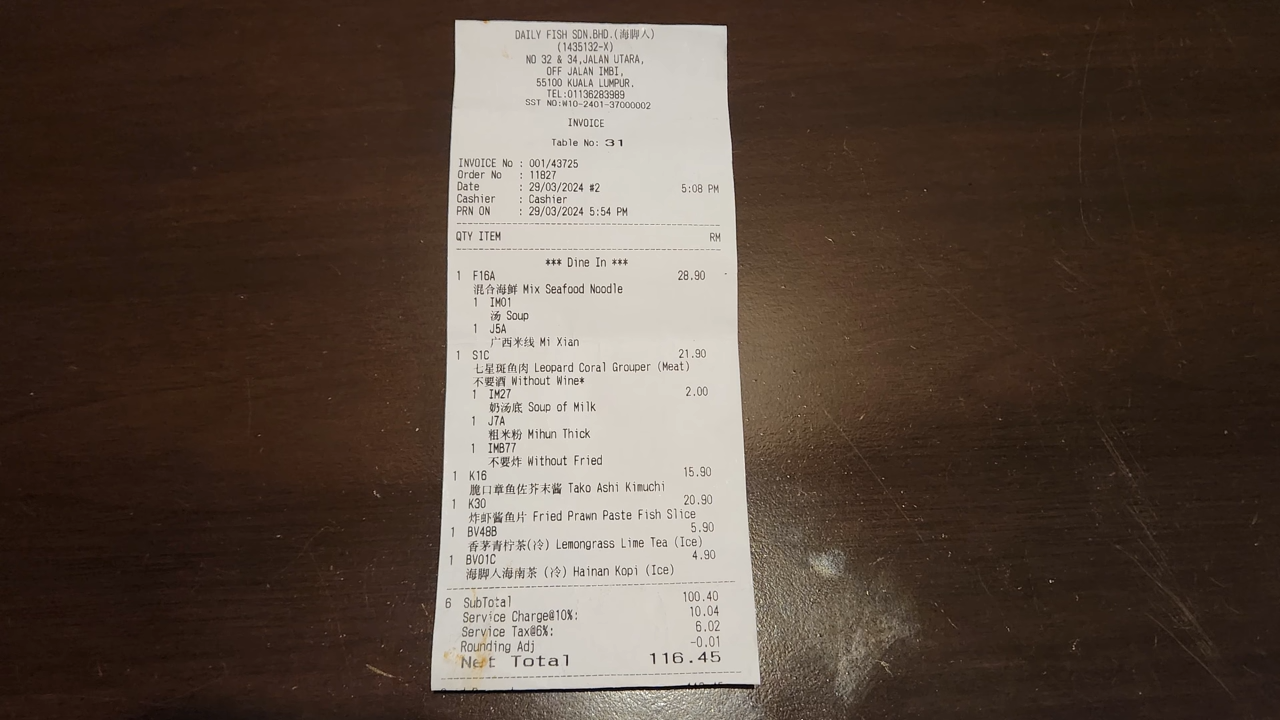 DAILY FISH SDN.BHD.(海脚人)
(1435132-X)
NO 32 & 34,JALAN UTARA,
OFF JALAN IMBI,
55100 KUALA LUMPUR.
TEL:01136283989
SST NO:W10-2401-37000002
INVOICE
Table No: 31
INVOICE No : 001/43725
Order No : 11827
Date : 29/03/2024 #2 5:08 PM
Cashier : Cashier
PRN ON : 29/03/2024 5:54 PM
QTY ITEM RM
*** Dine In ***
1 F16A 28.90
混合海鲜 Mix Seafood Noodle
1 IM01
汤 Soup
1 J5A
广西米线 Mi Xian
1 S1C 21.90
七星斑鱼肉 Leopard Coral Grouper (Meat)
不要酒 Without Wine*
1 IM27 2.00
奶汤底 Soup of Milk
1 J7A
粗米粉 Mihun Thick
1 IMB77
不要炸 Without Fried
1 K16 15.90
脆口章鱼佐芥末酱 Tako Ashi Kimuchi
1 K30 20.90
炸虾酱鱼片 Fried Prawn Paste Fish Slice
1 BV48B 5.90
香茅青柠茶(冷) Lemongrass Lime Tea (Ice)
1 BV01C 4.90
海脚人海南茶 (冷) Hainan Kopi (Ice)
6 SubTotal 100.40
Service Charge@10%: 10.04
Service Tax@6%: 6.02
Rounding Adj -0.01
Net Total 116.45